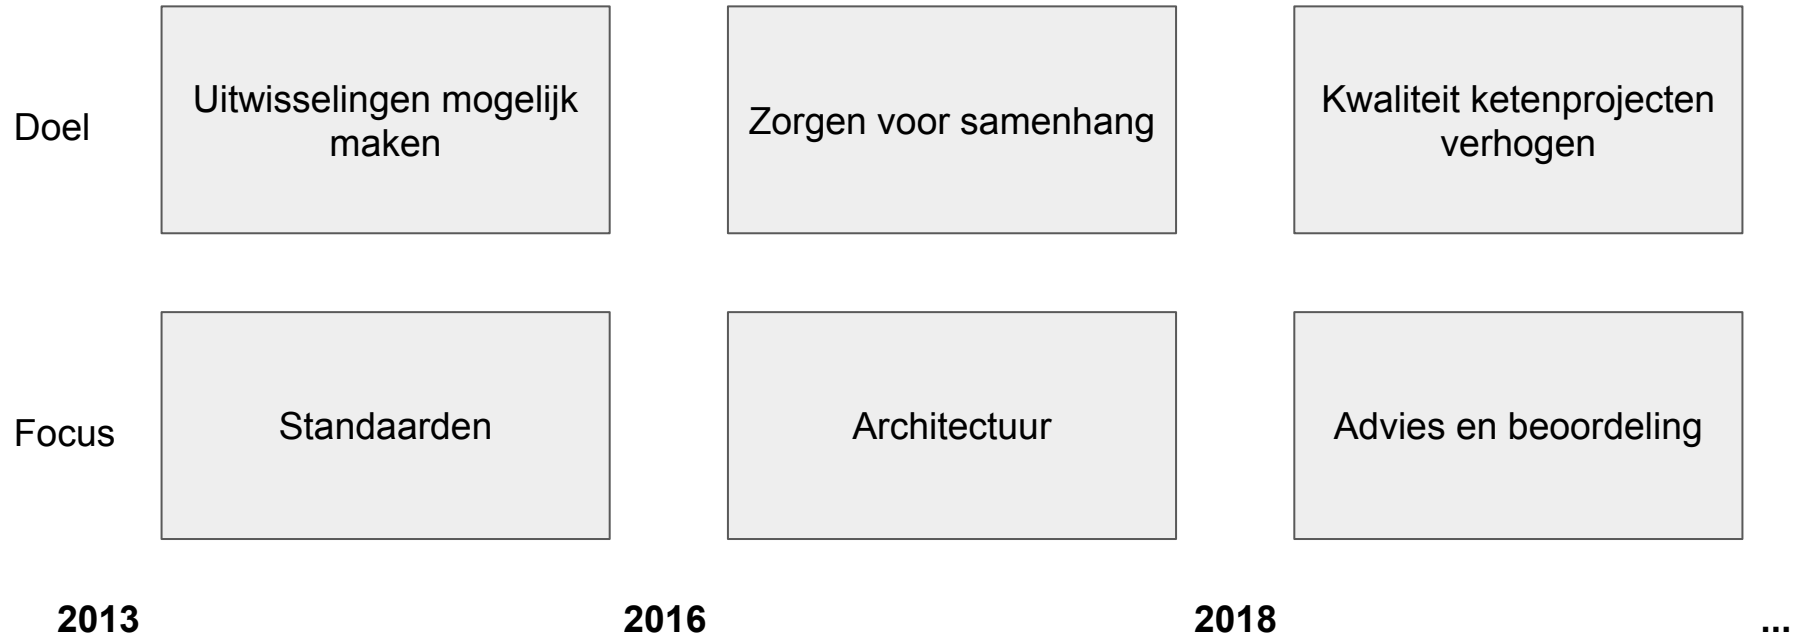 Doel
Uitwisselingen mogelijk
maken
Zorgen voor samenhang
Kwaliteit ketenprojecten
verhogen
Focus
Standaarden
Architectuur
Advies en beoordeling
2013
2016
2018
...